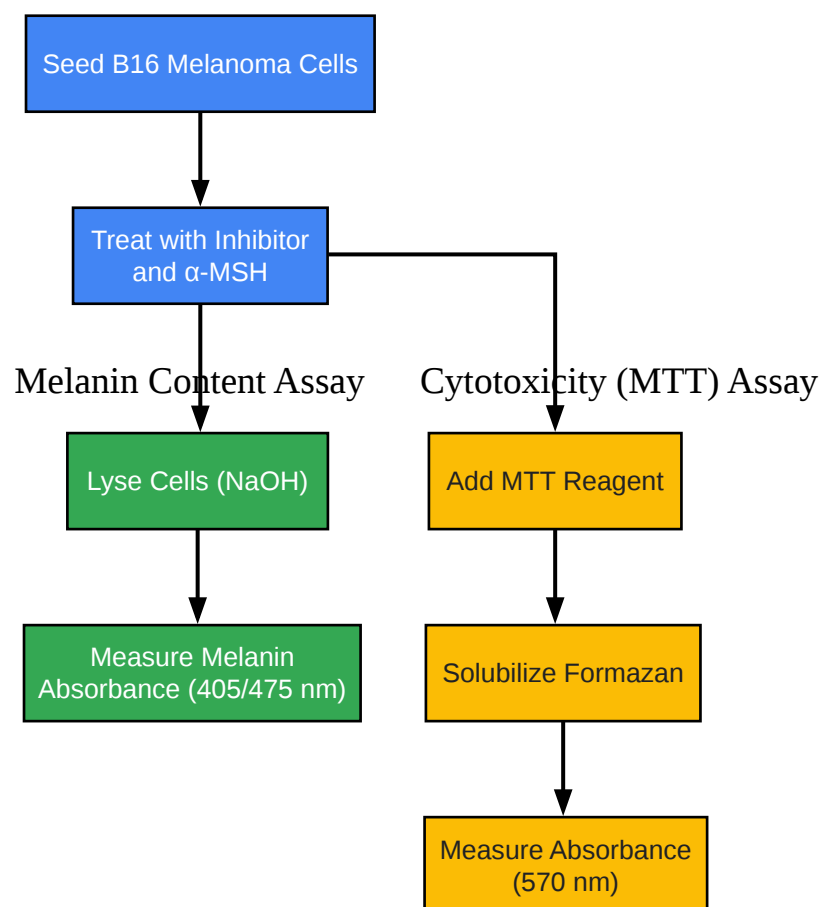 Seed B16 Melanoma Cells
Treat with Inhibitor
and α-MSH
Melanin Content Assay
Cytotoxicity (MTT) Assay
Lyse Cells (NaOH)
Add MTT Reagent
Measure Melanin
Absorbance (405/475 nm)
Solubilize Formazan
Measure Absorbance
(570 nm)